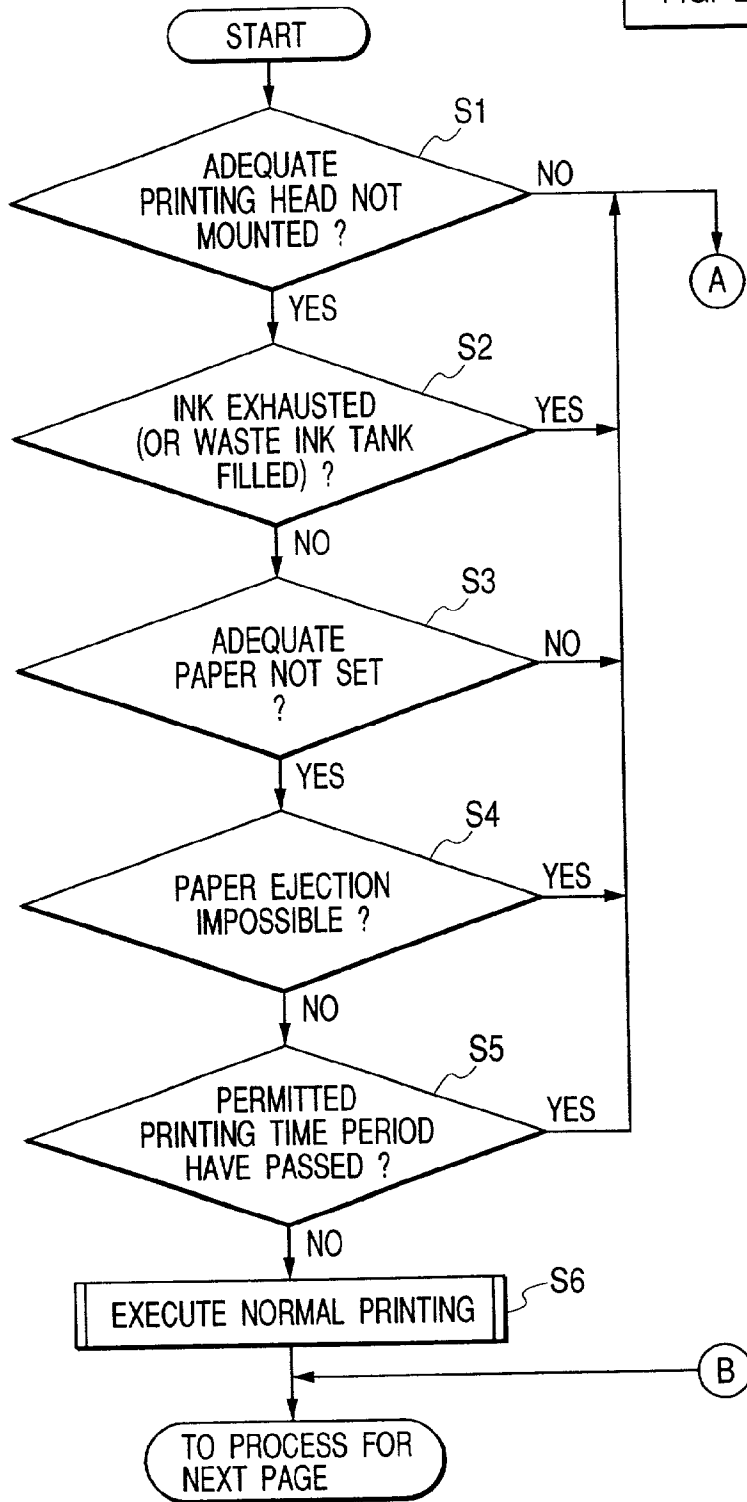 START
S1
ADEQUATE
PRINTING HEAD NOT
MOUNTED ?
NO
A
YES
S2
INK EXHAUSTED
(OR WASTE INK TANK
FILLED) ?
YES
NO
S3
ADEQUATE
PAPER NOT SET
?
NO
YES
S4
PAPER EJECTION
IMPOSSIBLE ?
YES
NO
S5
PERMITTED
PRINTING TIME PERIOD
HAVE PASSED ?
YES
NO
EXECUTE NORMAL PRINTING
S6
B
TO PROCESS FOR
NEXT PAGE